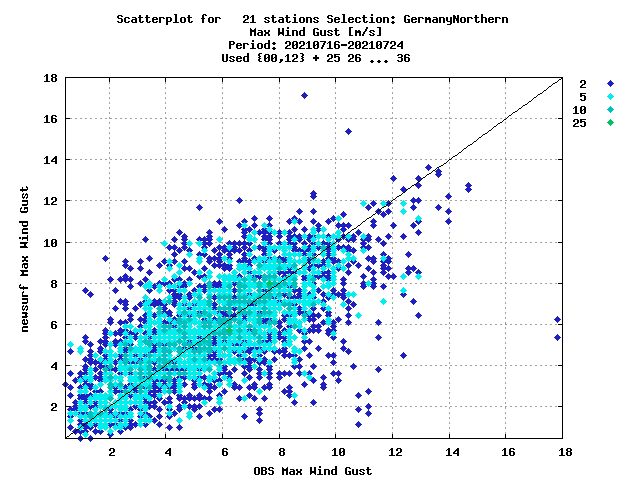 Scatterplot for 21 stations Selection: GermanyNorthern
Max Wind Gust [m/s]
Period: 20210716-20210724
Used {00,12} + 25 26 ... 36
2
5
10
25
18
16
14
12
10
8
6
4
2
newsurf Max Wind Gust
2 4 6 8 10 12 14 16 18
OBS Max Wind Gust